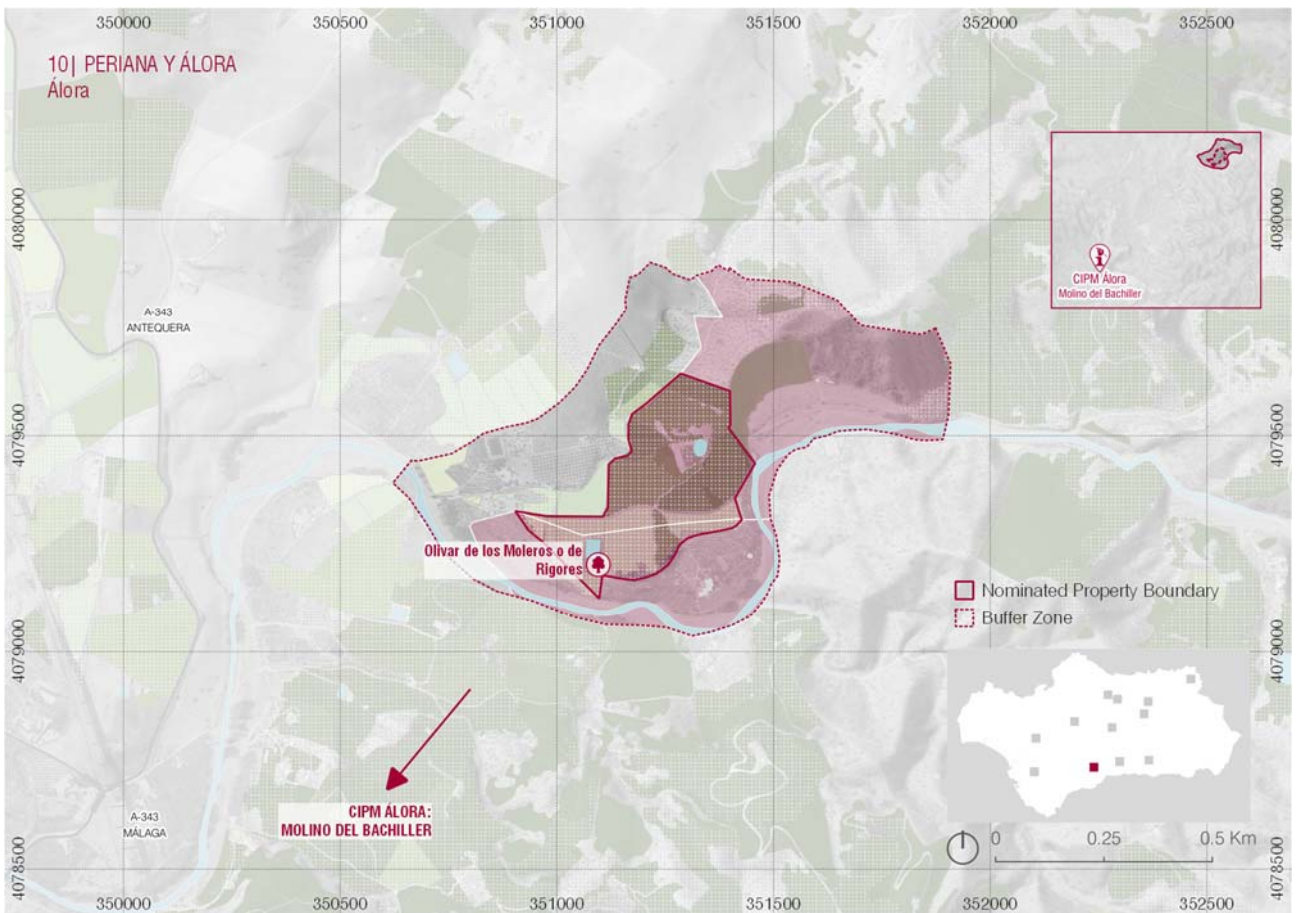 350000
350500
351000
351500
352000
352500
10| PERIANA Y ÁLORA
Álora
4080000
4080000
CIPM Álora
Molino del Bachiller
A-343
ANTEQUERA
4079500
4079500
Olivar de los Moleros o de
Rigores
Nominated Property Boundary
Buffer Zone
4079000
4079000
CIPM ÁLORA:
MOLINO DEL BACHILLER
A-343
MÁLAGA
0 0.25 0.5 Km
4078500
4078500
350000
350500
351000
351500
352000
352500